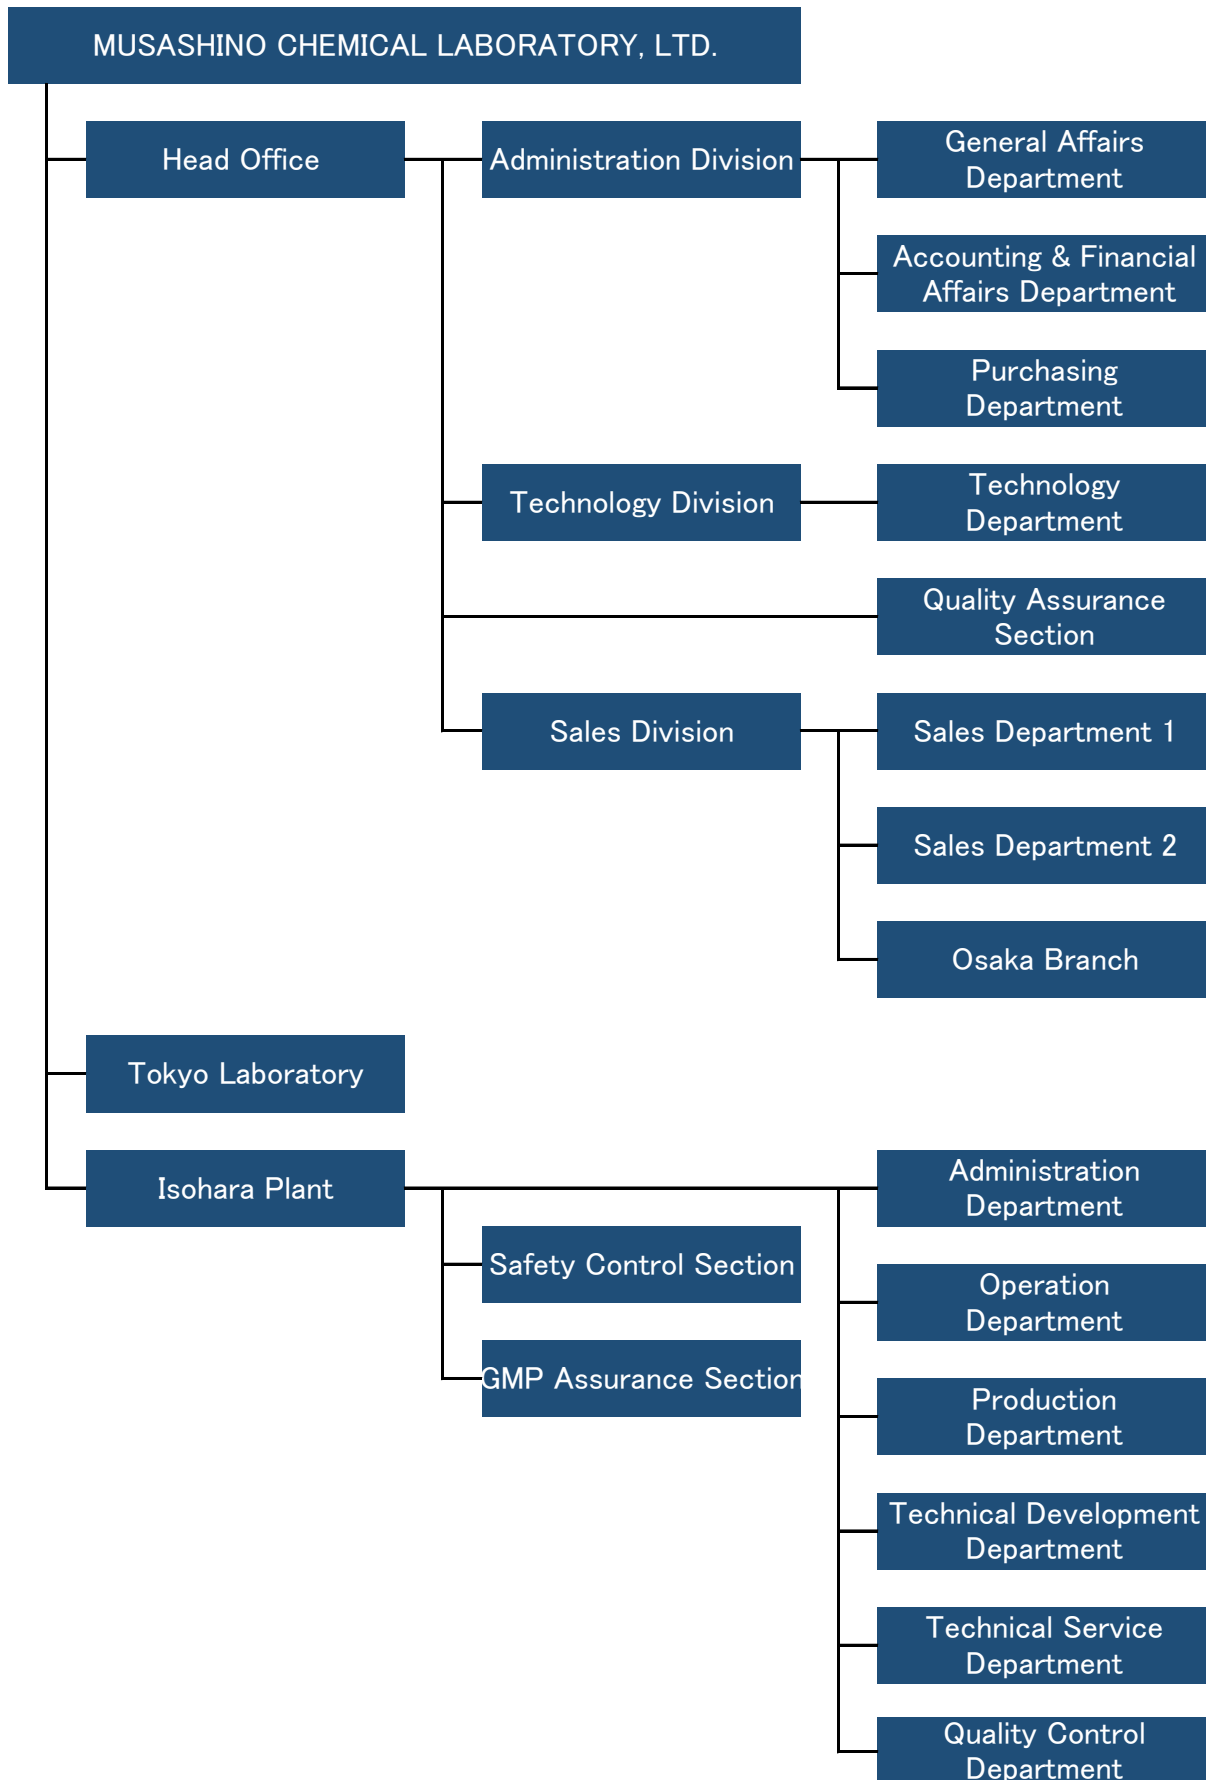 MUSASHINO CHEMICAL LABORATORY, LTD.
Head Office
Administration Division
General Affairs
Department
Accounting & Financial
Affairs Department
Purchasing
Department
Technology Division
Technology
Department
Quality Assurance
Section
Sales Division
Sales Department 1
Sales Department 2
Osaka Branch
Tokyo Laboratory
Isohara Plant
Administration
Department
Safety Control Section
Operation
Department
GMP Assurance Section
Production
Department
Technical Development
Department
Technical Service
Department
Quality Control
Department